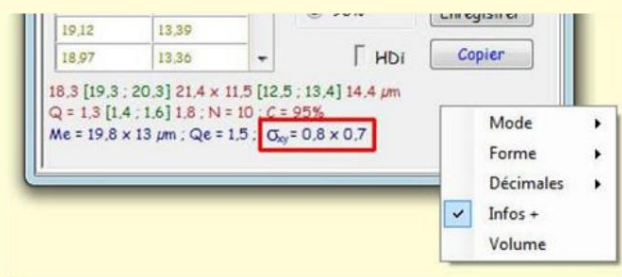 19,12 13,39 Enregistrer
18,97 13,36 HDi Copier
18,3 [19,3 ; 20,3] 21,4 x 11,5 [12,5 ; 13,4] 14,4 µm
Q = 1,3 [1,4 ; 1,6] 1,8 ; N = 10 ; C = 95%
Me = 19,8 x 13 µm ; Qe = 1,5 ; σxy = 0,8 x 0,7
Mode
Forme
Décimales
Infos +
Volume